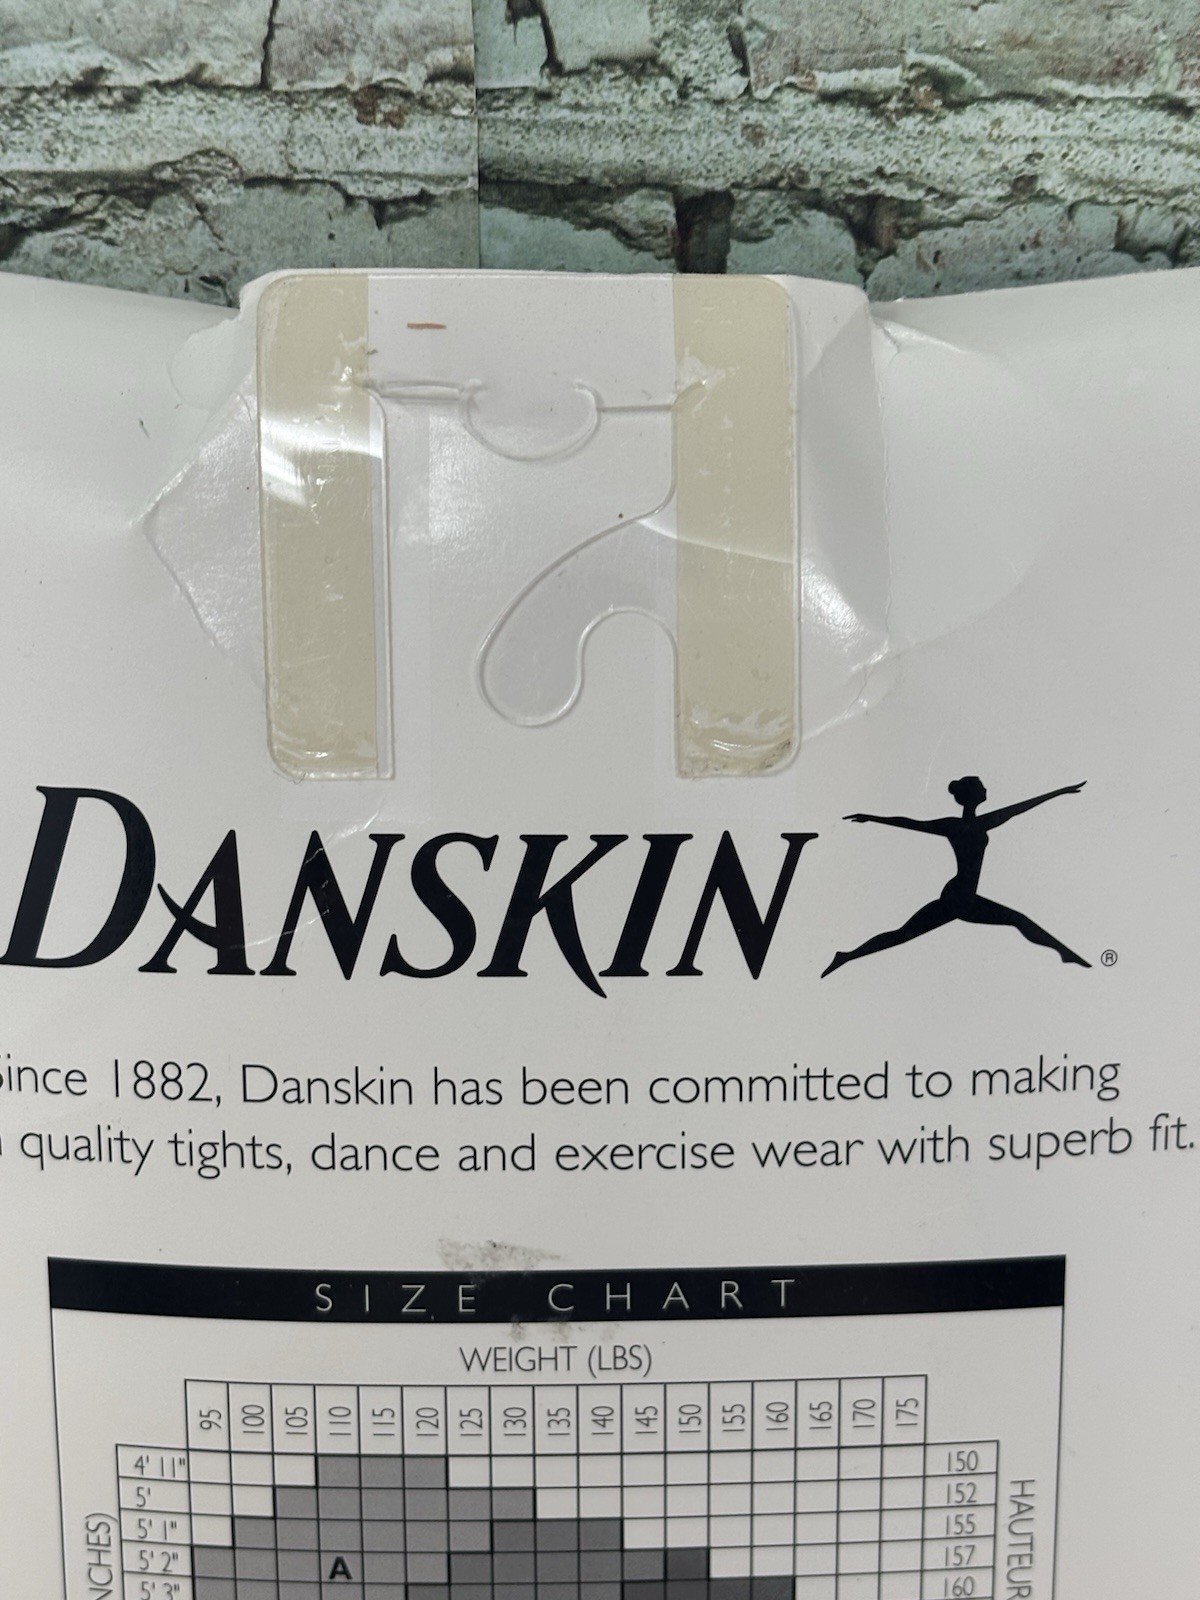 DANSKIN ®
Since 1882, Danskin has been committed to making
quality tights, dance and exercise wear with superb fit.
SIZE CHART
WEIGHT (LBS)
95 100 105 110 115 120 125 130 135 140 145 150 155 160 165 170 175
4' 11" 150
5' 152
5' 1" 155
5' 2" A 157
5' 3" 160
NCHES)
HAUTEUR